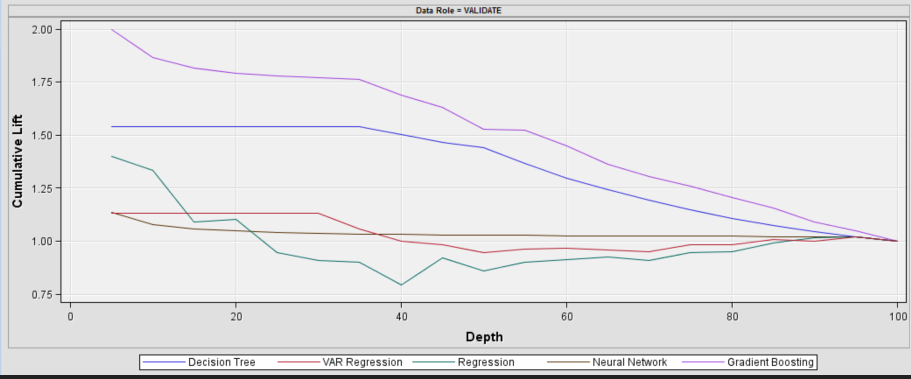 Data Role = VALIDATE
2.00
1.75
1.50
1.25
1.00
0.75
Cumulative Lift
0 20 40 60 80 100
Depth
Decision Tree VAR Regression Regression Neural Network Gradient Boosting